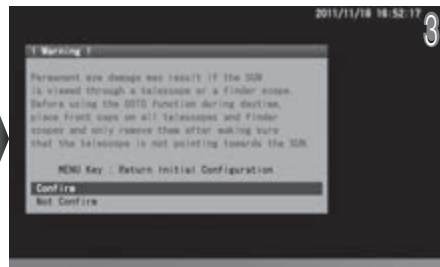 2011/11/18 16:52:17
3
! Warning !
Permanent eye damage may result if the SUN
is viewed through a telescope or a finder scope.
Before using the GOTO function during daytime,
place front caps on all telescopes and finder
scopes and only remove them after making sure
that the telescope is not pointing towards the SUN.
MENU Key : Return Initial Configuration
Confirm
Not Confirm